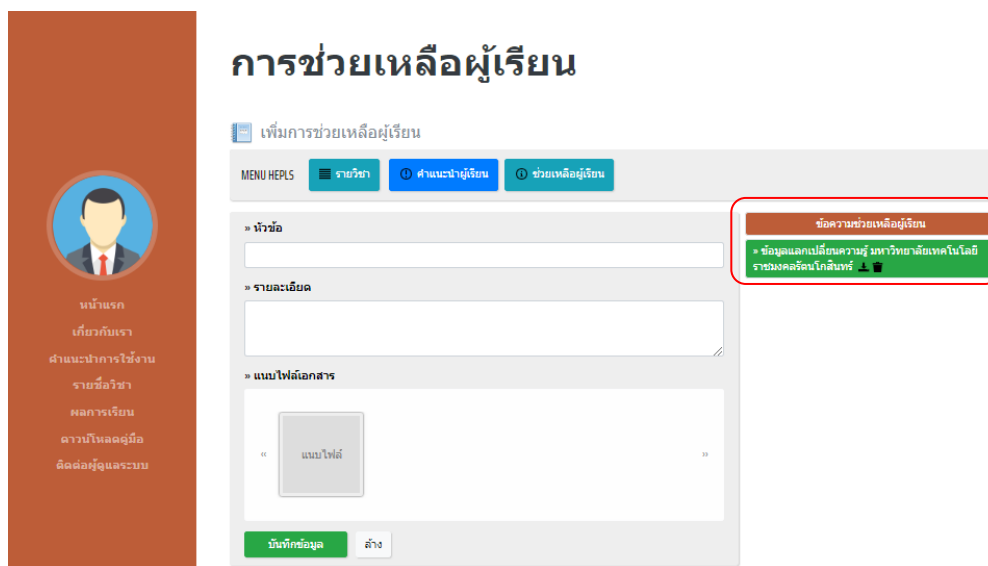 การช่วยเหลือผู้เรียน
เพิ่มการช่วยเหลือผู้เรียน
MENU HEPLS
รายวิชา
คำแนะนำผู้เรียน
ช่วยเหลือผู้เรียน
» หัวข้อ
» รายละเอียด
» แนบไฟล์เอกสาร
«
แนบไฟล์
»
บันทึกข้อมูล
ล้าง
ข้อความช่วยเหลือผู้เรียน
» ข้อมูลแลกเปลี่ยนความรู้ มหาวิทยาลัยเทคโนโลยี
ราชมงคลรัตนโกสินทร์
หน้าแรก
เกี่ยวกับเรา
คำแนะนำการใช้งาน
รายชื่อวิชา
ผลการเรียน
ดาวน์โหลดคู่มือ
ติดต่อผู้ดูแลระบบ